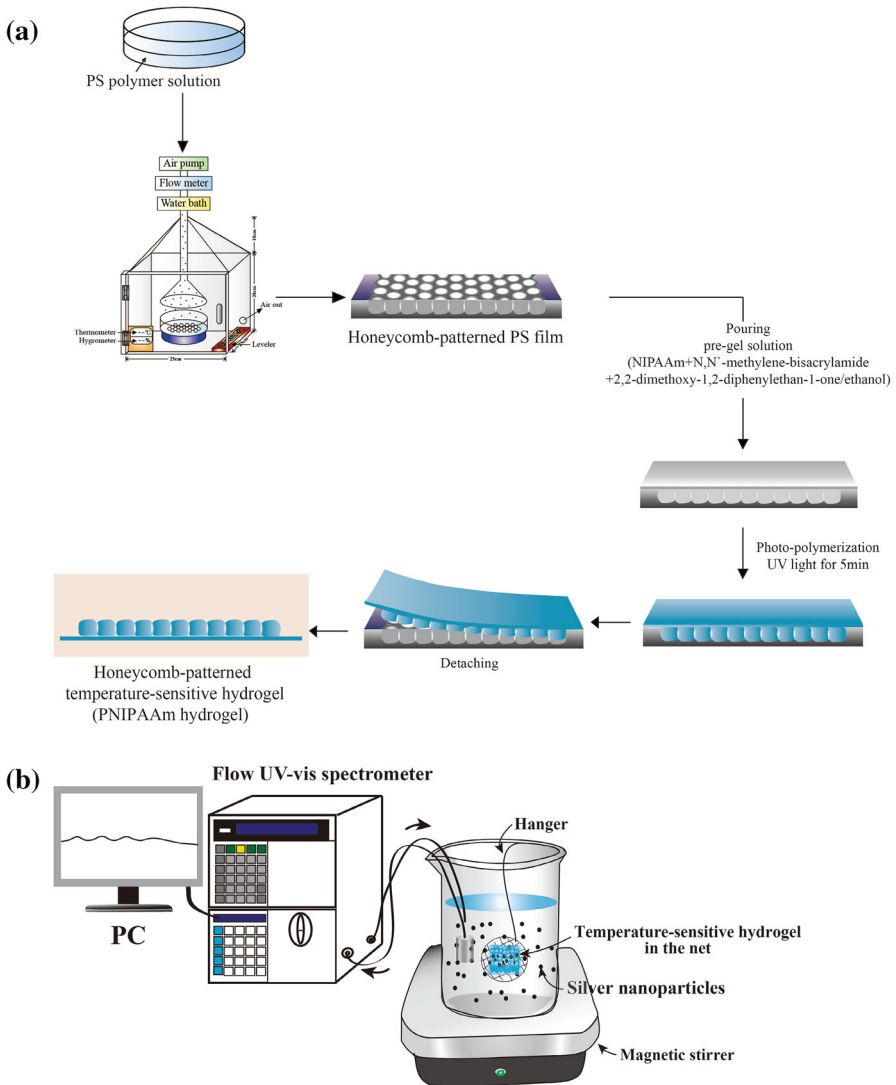 (a)
PS polymer solution
Air pump
Flow meter
Water bath
10cm
20cm
Air out
Thermometer
Hygrometer
Leveler
25cm
Honeycomb-patterned PS film
Pouring
pre-gel solution
(NIPAAm+N,N`-methylene-bisacrylamide
+2,2-dimethoxy-1,2-diphenylethan-1-one/ethanol)
Photo-polymerization
UV light for 5min
Detaching
Honeycomb-patterned
temperature-sensitive hydrogel
(PNIPAAm hydrogel)
(b)
Flow UV-vis spectrometer
PC
Hanger
Temperature-sensitive hydrogel
in the net
Silver nanoparticles
Magnetic stirrer